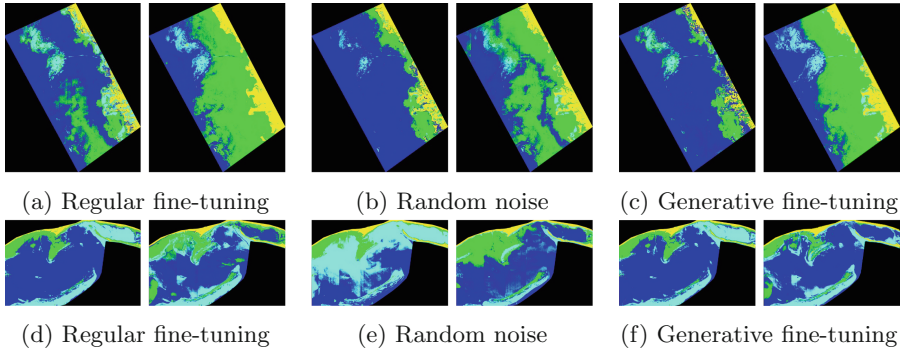 (a) Regular fine-tuning (b) Random noise (c) Generative fine-tuning
(d) Regular fine-tuning (e) Random noise (f) Generative fine-tuning